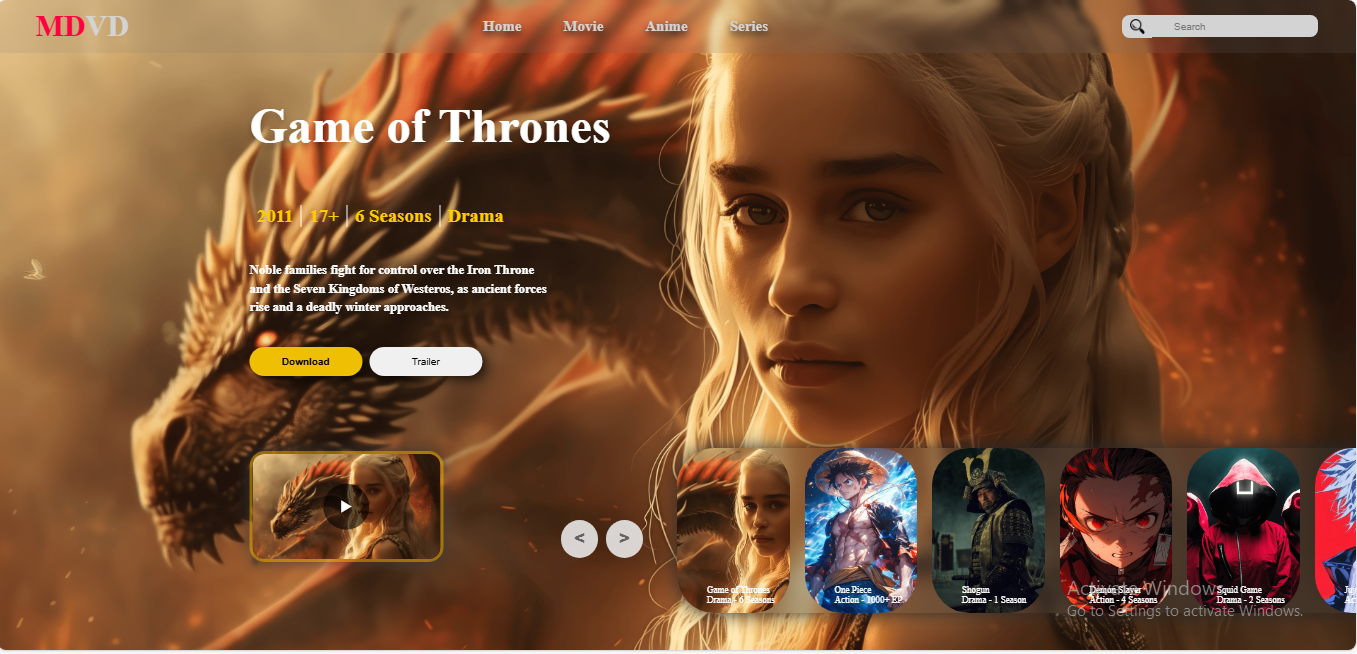 MDVD
Home Movie Anime Series
Search
Game of Thrones
2011 | 17+ | 6 Seasons | Drama
Noble families fight for control over the Iron Throne
and the Seven Kingdoms of Westeros, as ancient forces
rise and a deadly winter approaches.
Download Trailer
< >
Game of Thrones
Drama - 6 Seasons
One Piece
Action - 1000+ EP
Shogun
Drama - 1 Season
Demon Slayer
Action - 4 Seasons
Squid Game
Drama - 2 Seasons
Activate Windows
Go to Settings to activate Windows.